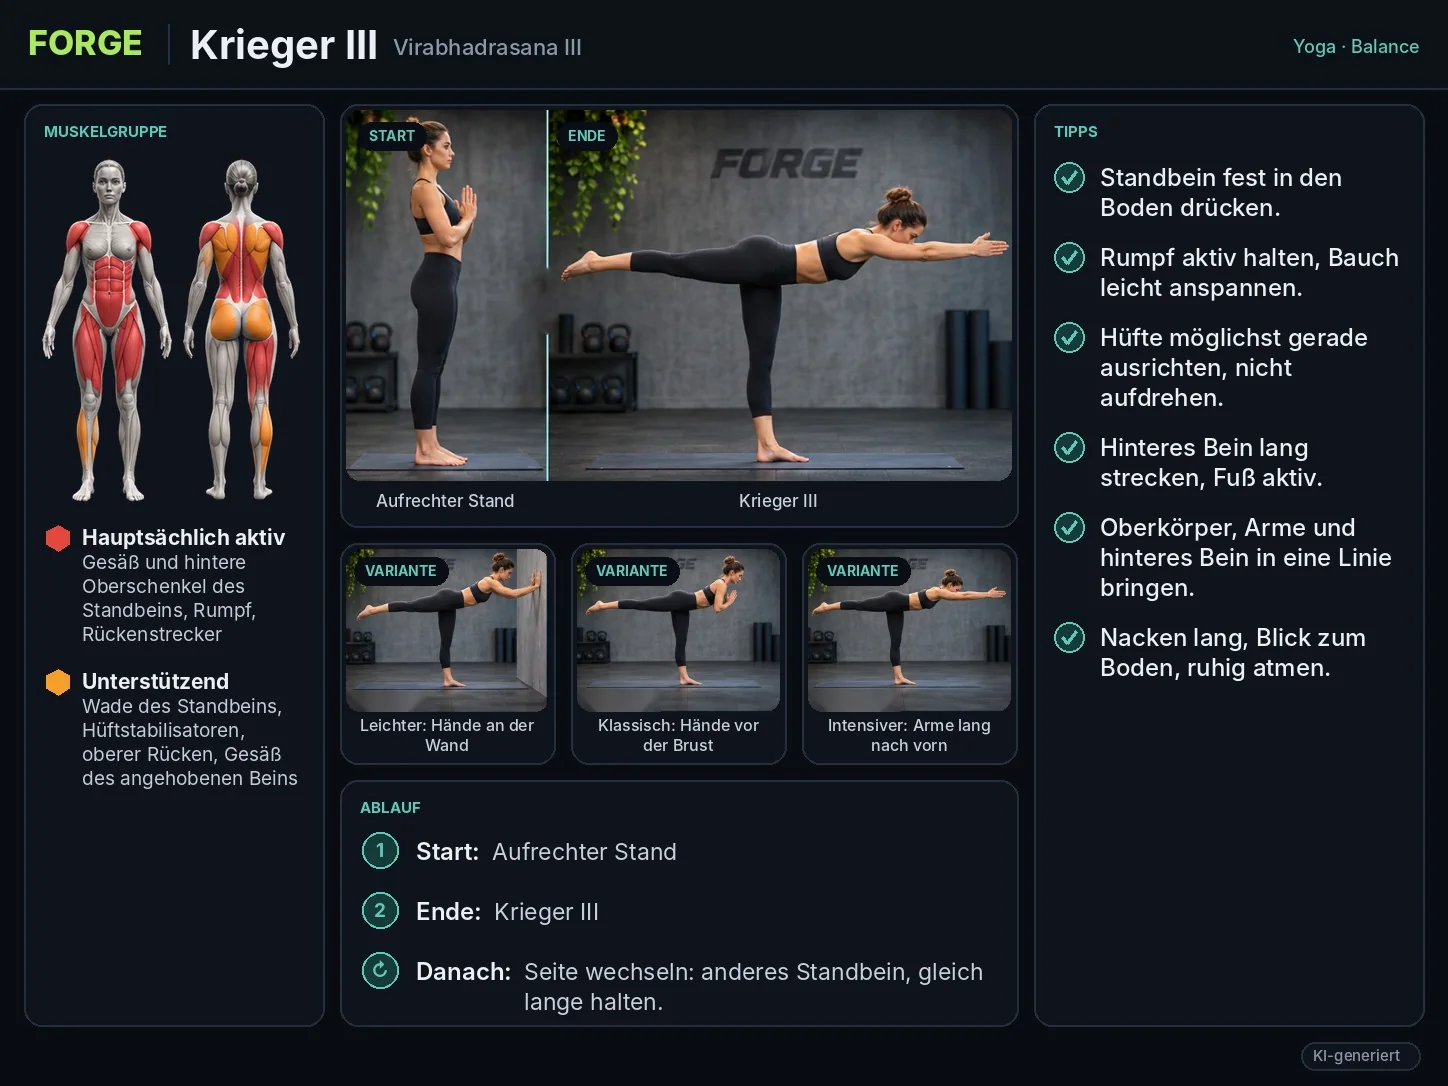 FORGE
Krieger III
Virabhadrasana III
Yoga · Balance
MUSKELGRUPPE
Hauptsächlich aktiv
Gesäß und hintere
Oberschenkel des
Standbeins, Rumpf,
Rückenstrecker
Unterstützend
Wade des Standbeins,
Hüftstabilisatoren,
oberer Rücken, Gesäß
des angehobenen Beins
START
ENDE
FORGE
Aufrechter Stand
Krieger III
VARIANTE
Leichter: Hände an der
Wand
VARIANTE
Klassisch: Hände vor
der Brust
VARIANTE
Intensiver: Arme lang
nach vorn
ABLAUF
1 Start: Aufrechter Stand
2 Ende: Krieger III
Danach: Seite wechseln: anderes Standbein, gleich
lange halten.
TIPPS
Standbein fest in den
Boden drücken.
Rumpf aktiv halten, Bauch
leicht anspannen.
Hüfte möglichst gerade
ausrichten, nicht
aufdrehen.
Hinteres Bein lang
strecken, Fuß aktiv.
Oberkörper, Arme und
hinteres Bein in eine Linie
bringen.
Nacken lang, Blick zum
Boden, ruhig atmen.
KI-generiert